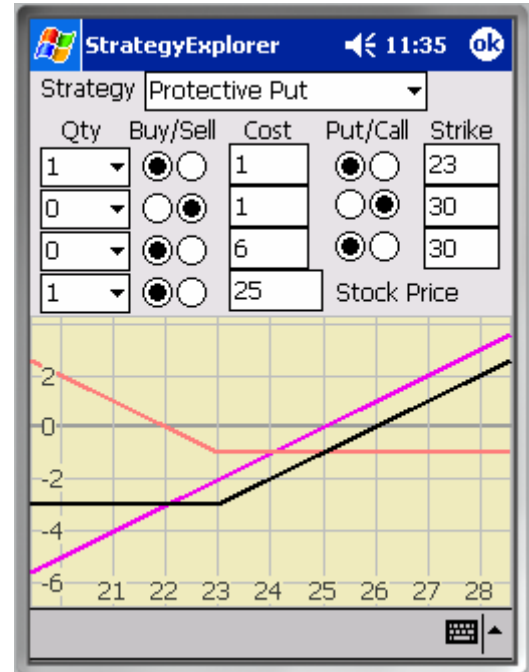 StrategyExplorer 11:35 ok
Strategy Protective Put
Qty Buy/Sell Cost Put/Call Strike
1 1 23
0 1 30
0 6 30
1 25 Stock Price
2
0
-2
-4
-6
21 22 23 24 25 26 27 28